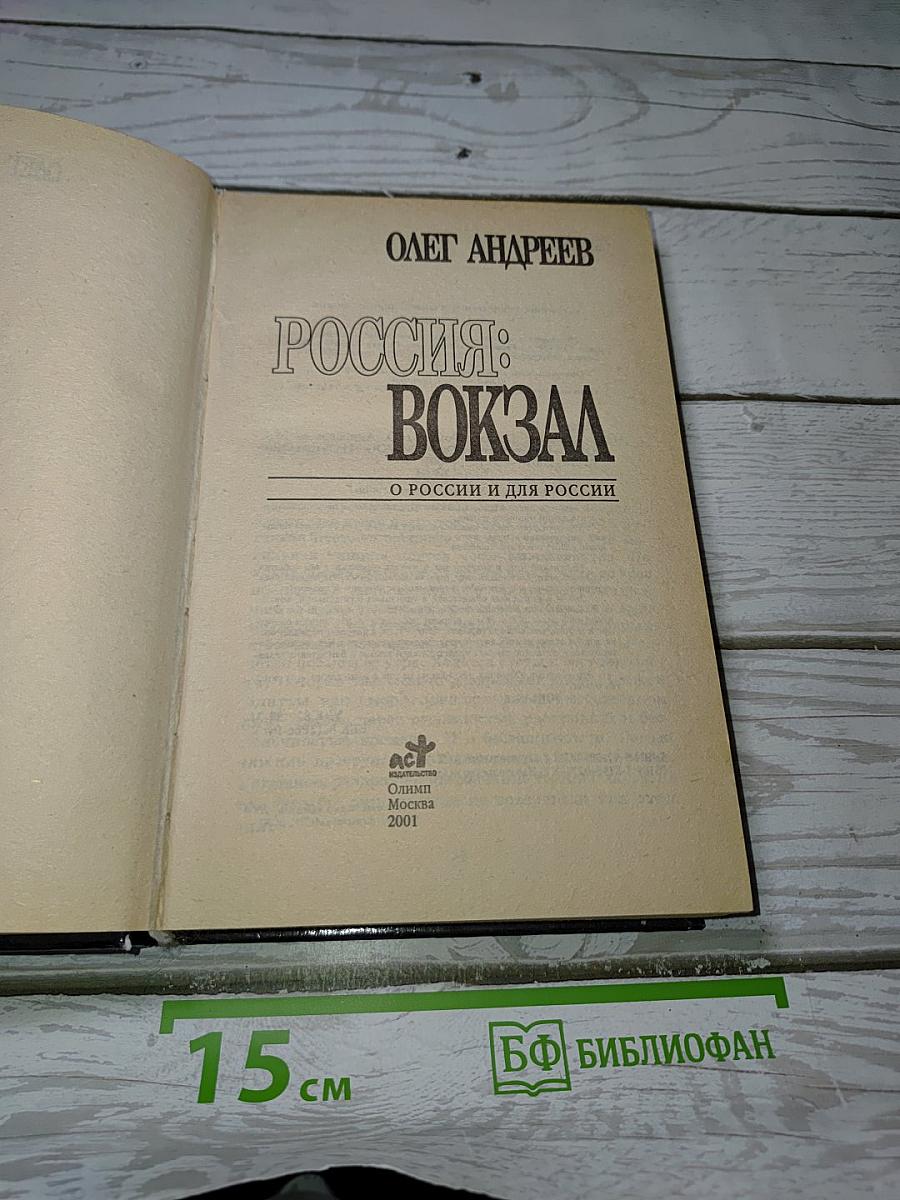 ОЛЕГ АНДРЕЕВ
РОССИЯ:
ВОКЗАЛ
О РОССИИ И ДЛЯ РОССИИ
аст
ИЗДАТЕЛЬСТВО
Олимп
Москва
2001
15 см
БФ БИБЛИОФАН